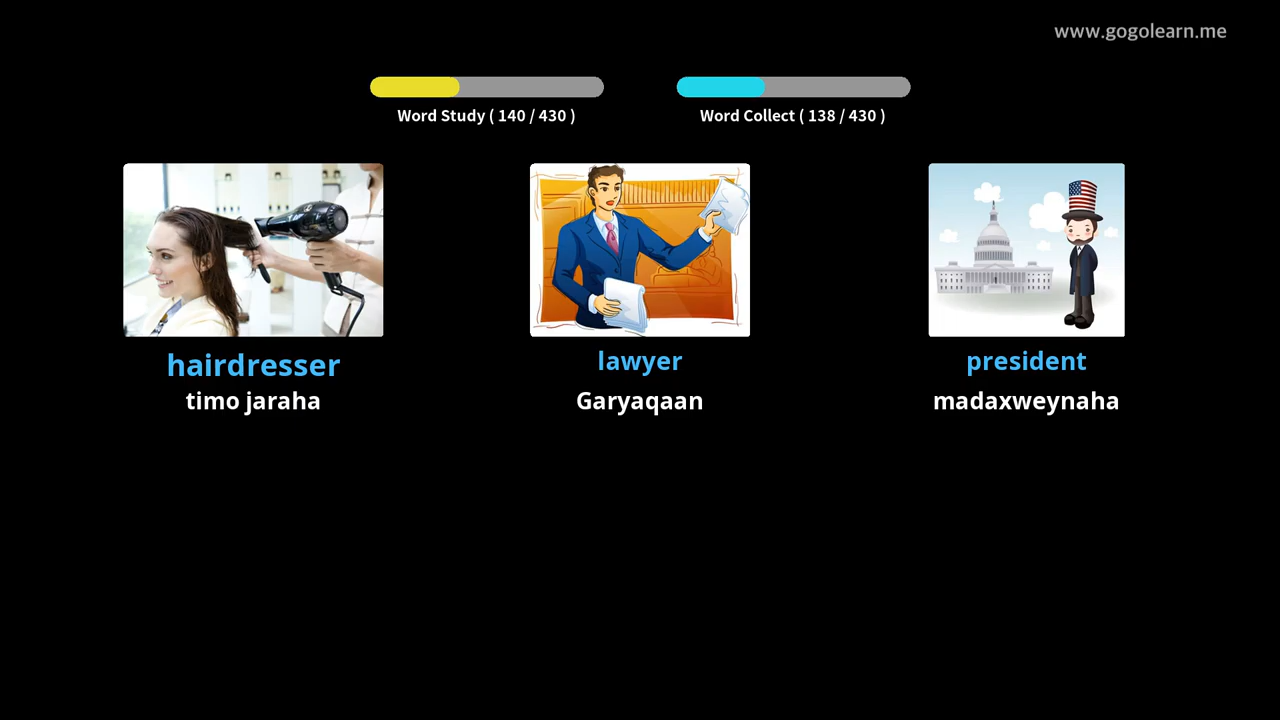 www.gogolearn.me
Word Study ( 140 / 430 )
Word Collect ( 138 / 430 )
hairdresser
lawyer
president
timo jaraha
Garyaqaan
madaxweynaha